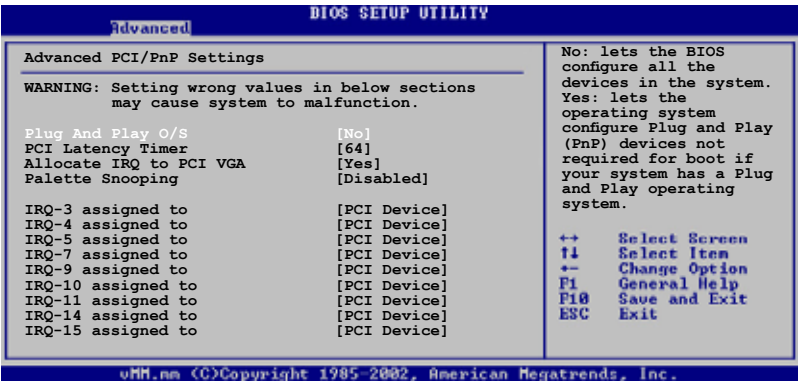 BIOS SETUP UTILITY
Advanced
Advanced PCI/PnP Settings
WARNING: Setting wrong values in below sections
may cause system to malfunction.
Plug And Play O/S [No]
PCI Latency Timer [64]
Allocate IRQ to PCI VGA [Yes]
Palette Snooping [Disabled]
IRQ-3 assigned to [PCI Device]
IRQ-4 assigned to [PCI Device]
IRQ-5 assigned to [PCI Device]
IRQ-7 assigned to [PCI Device]
IRQ-9 assigned to [PCI Device]
IRQ-10 assigned to [PCI Device]
IRQ-11 assigned to [PCI Device]
IRQ-14 assigned to [PCI Device]
IRQ-15 assigned to [PCI Device]
No: lets the BIOS
configure all the
devices in the system.
Yes: lets the
operating system
configure Plug and Play
(PnP) devices not
required for boot if
your system has a Plug
and Play operating
system.
←→ Select Screen
↑↓ Select Item
+- Change Option
F1 General Help
F10 Save and Exit
ESC Exit
vMM.mm (C)Copyright 1985-2002, American Megatrends, Inc.